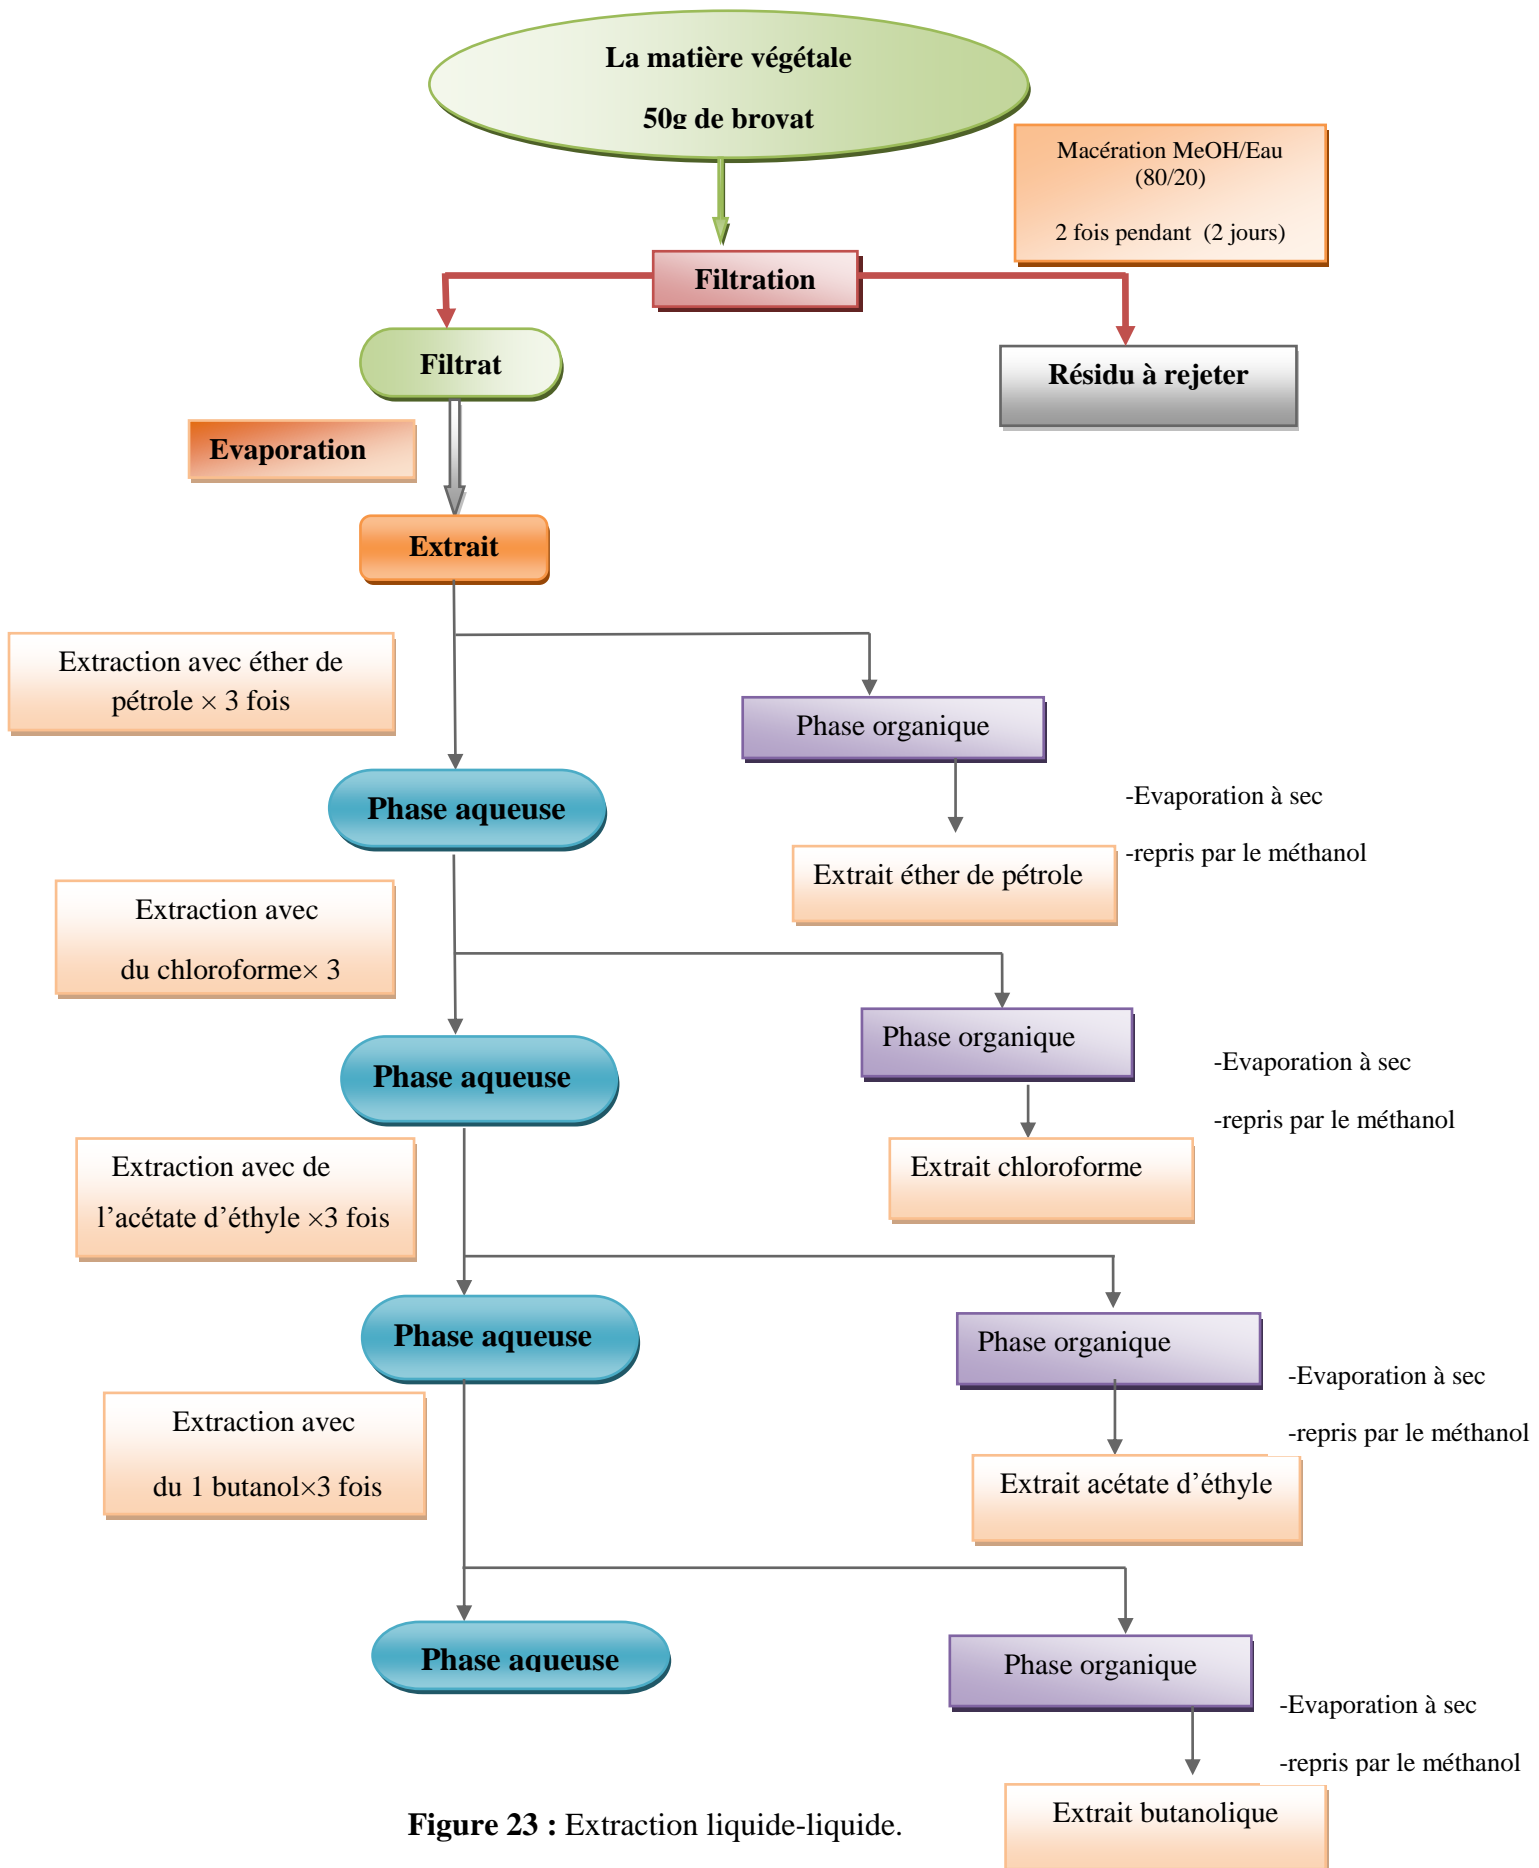 La matière végétale
50g de brovat
Macération MeOH/Eau
(80/20)
2 fois pendant (2 jours)
Filtration
Filtrat
Résidu à rejeter
Evaporation
Extrait
Extraction avec éther de
pétrole × 3 fois
Phase organique
Phase aqueuse
-Evaporation à sec
-repris par le méthanol
Extrait éther de pétrole
Extraction avec
du chloroforme× 3
Phase organique
Phase aqueuse
-Evaporation à sec
-repris par le méthanol
Extrait chloroforme
Extraction avec de
l’acétate d’éthyle ×3 fois
Phase aqueuse
Phase organique
-Evaporation à sec
-repris par le méthanol
Extraction avec
du 1 butanol×3 fois
Extrait acétate d’éthyle
Phase aqueuse
Phase organique
-Evaporation à sec
-repris par le méthanol
Extrait butanolique
Figure 23 : Extraction liquide-liquide.